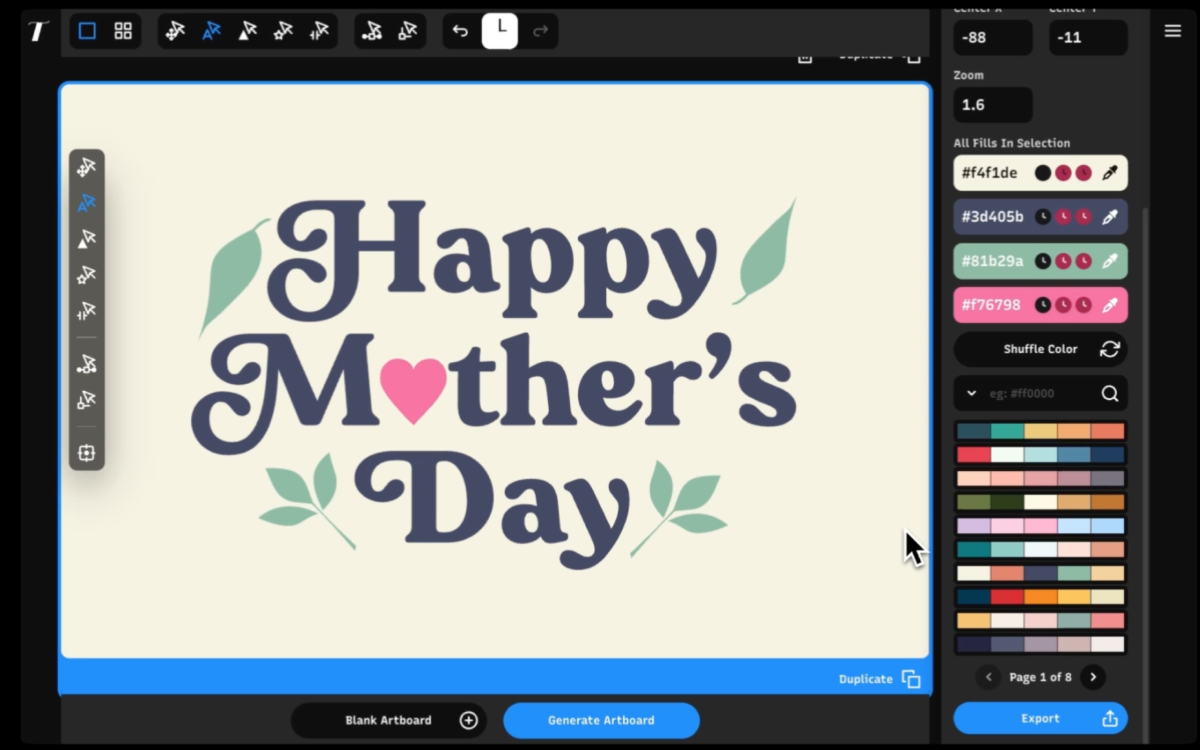 T
Center X Center Y
-88 -11
Duplicate
Zoom
1.6
All Fills In Selection
#f4f1de
#3d405b
#81b29a
#f76798
Happy
M♥ther’s
Day
Shuffle Color
eg: #ff0000
Page 1 of 8
Duplicate
Blank Artboard
Generate Artboard
Export